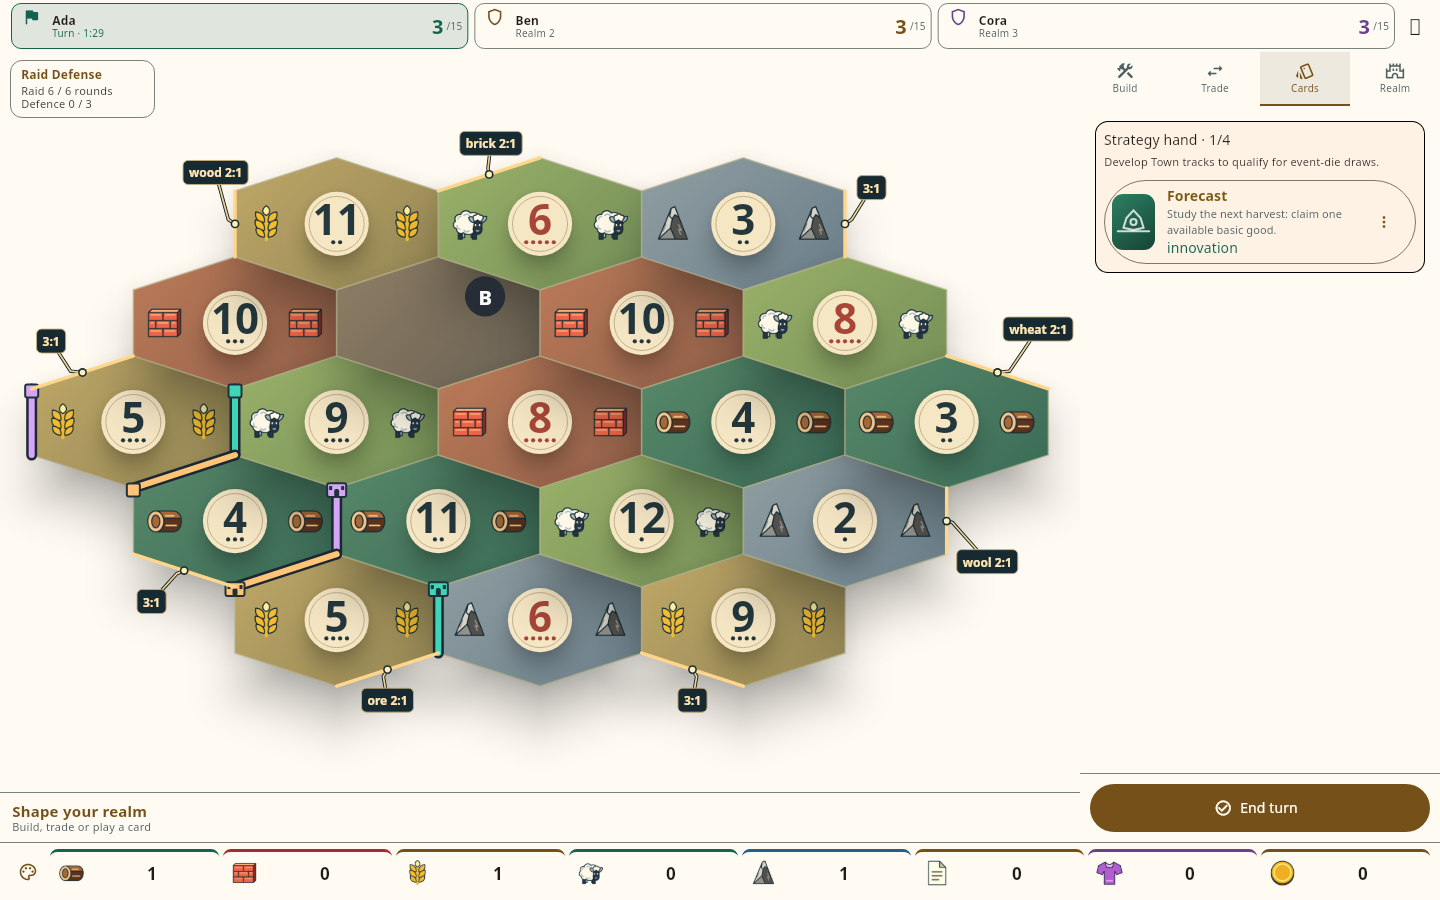 Ada
Turn · 1:29
3 /15
Ben
Realm 2
3 /15
Cora
Realm 3
3 /15
Raid Defense
Raid 6 / 6 rounds
Defence 0 / 3
Build
Trade
Cards
Realm
Strategy hand · 1/4
Develop Town tracks to qualify for event-die draws.
Forecast
Study the next harvest: claim one
available basic good.
innovation
brick 2:1
wood 2:1
3:1
11
6
3
B
10
10
8
3:1
wheat 2:1
5
9
8
4
3
4
11
12
2
3:1
wool 2:1
5
6
9
ore 2:1
3:1
Shape your realm
Build, trade or play a card
End turn
1
0
1
0
1
0
0
0